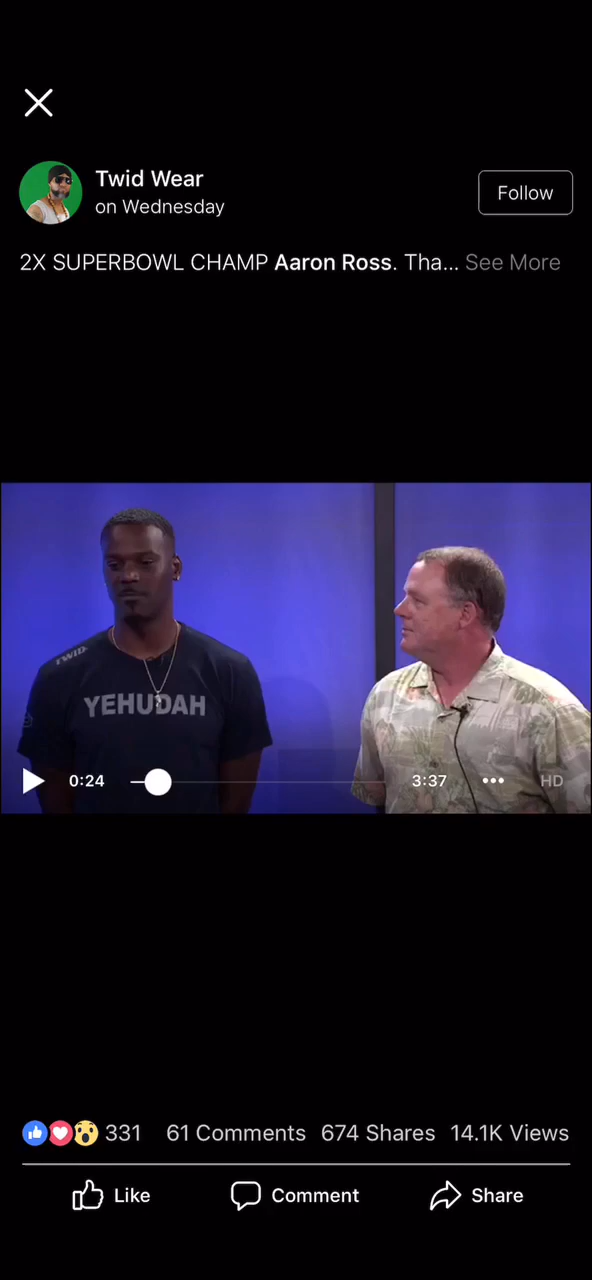 Twid Wear
on Wednesday
Follow
2X SUPERBOWL CHAMP Aaron Ross. Tha... See More
TWID
YEHUDAH
0:24
3:37
HD
331 61 Comments 674 Shares 14.1K Views
Like Comment Share